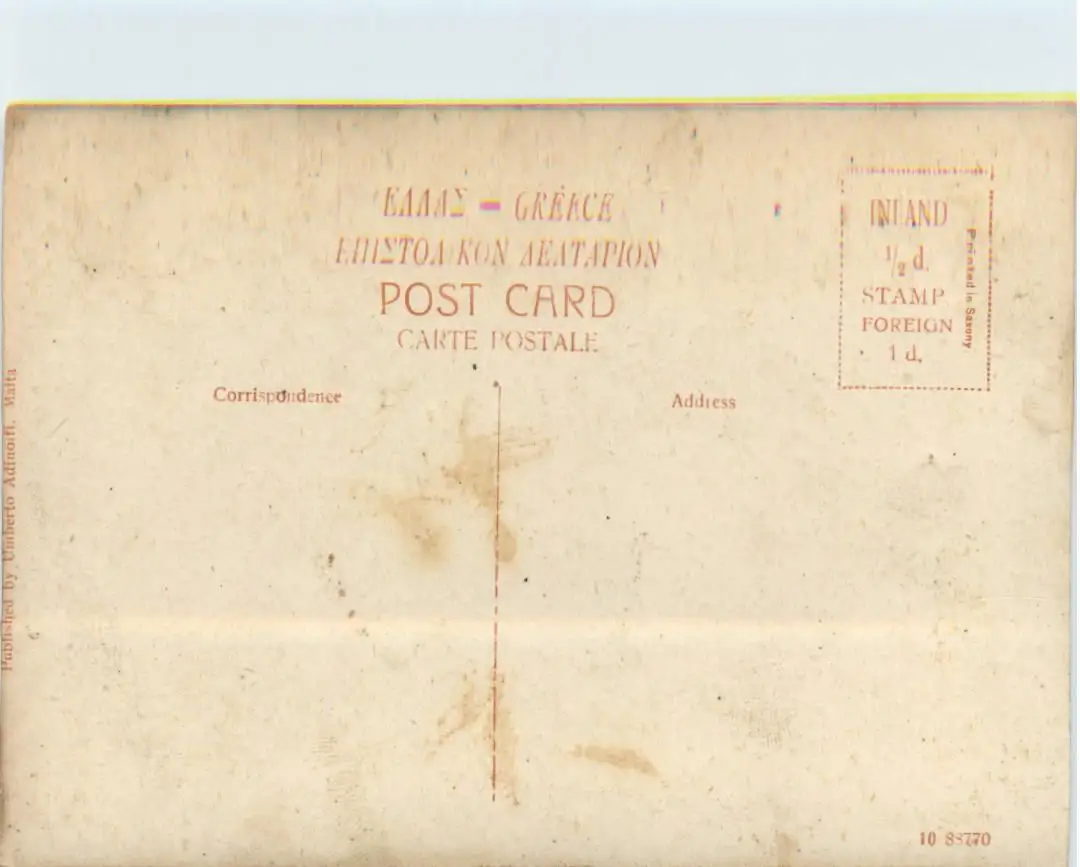 ΕΛΛΑΣ - GRÈECE
ΕΠΙΣΤΟΛΙΚΟΝ ΔΕΛΤΑΡΙΟΝ
POST CARD
CARTE POSTALE
Corrispondence
Address
INLAND
½ d.
STAMP
FOREIGN
1 d.
Printed in Saxony.
Published by Umberto Adinolfi. Malta
10 88770